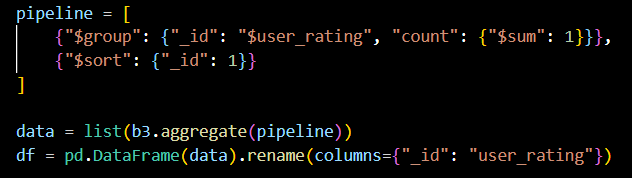 pipeline = [
    {"$group": {"_id": "$user_rating", "count": {"$sum": 1}}},
    {"$sort": {"_id": 1}}
]

data = list(b3.aggregate(pipeline))
df = pd.DataFrame(data).rename(columns={"_id": "user_rating"})